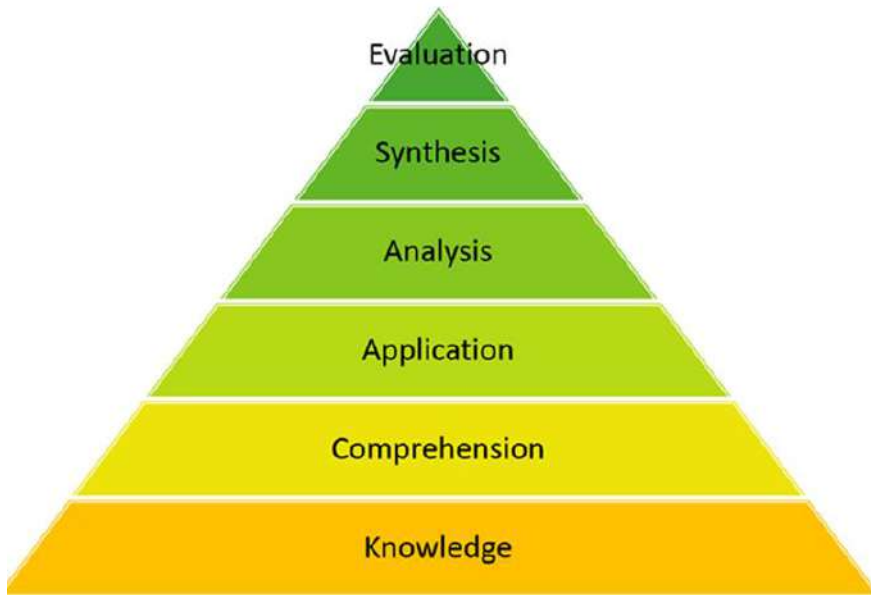 Evaluation
Synthesis
Analysis
Application
Comprehension
Knowledge